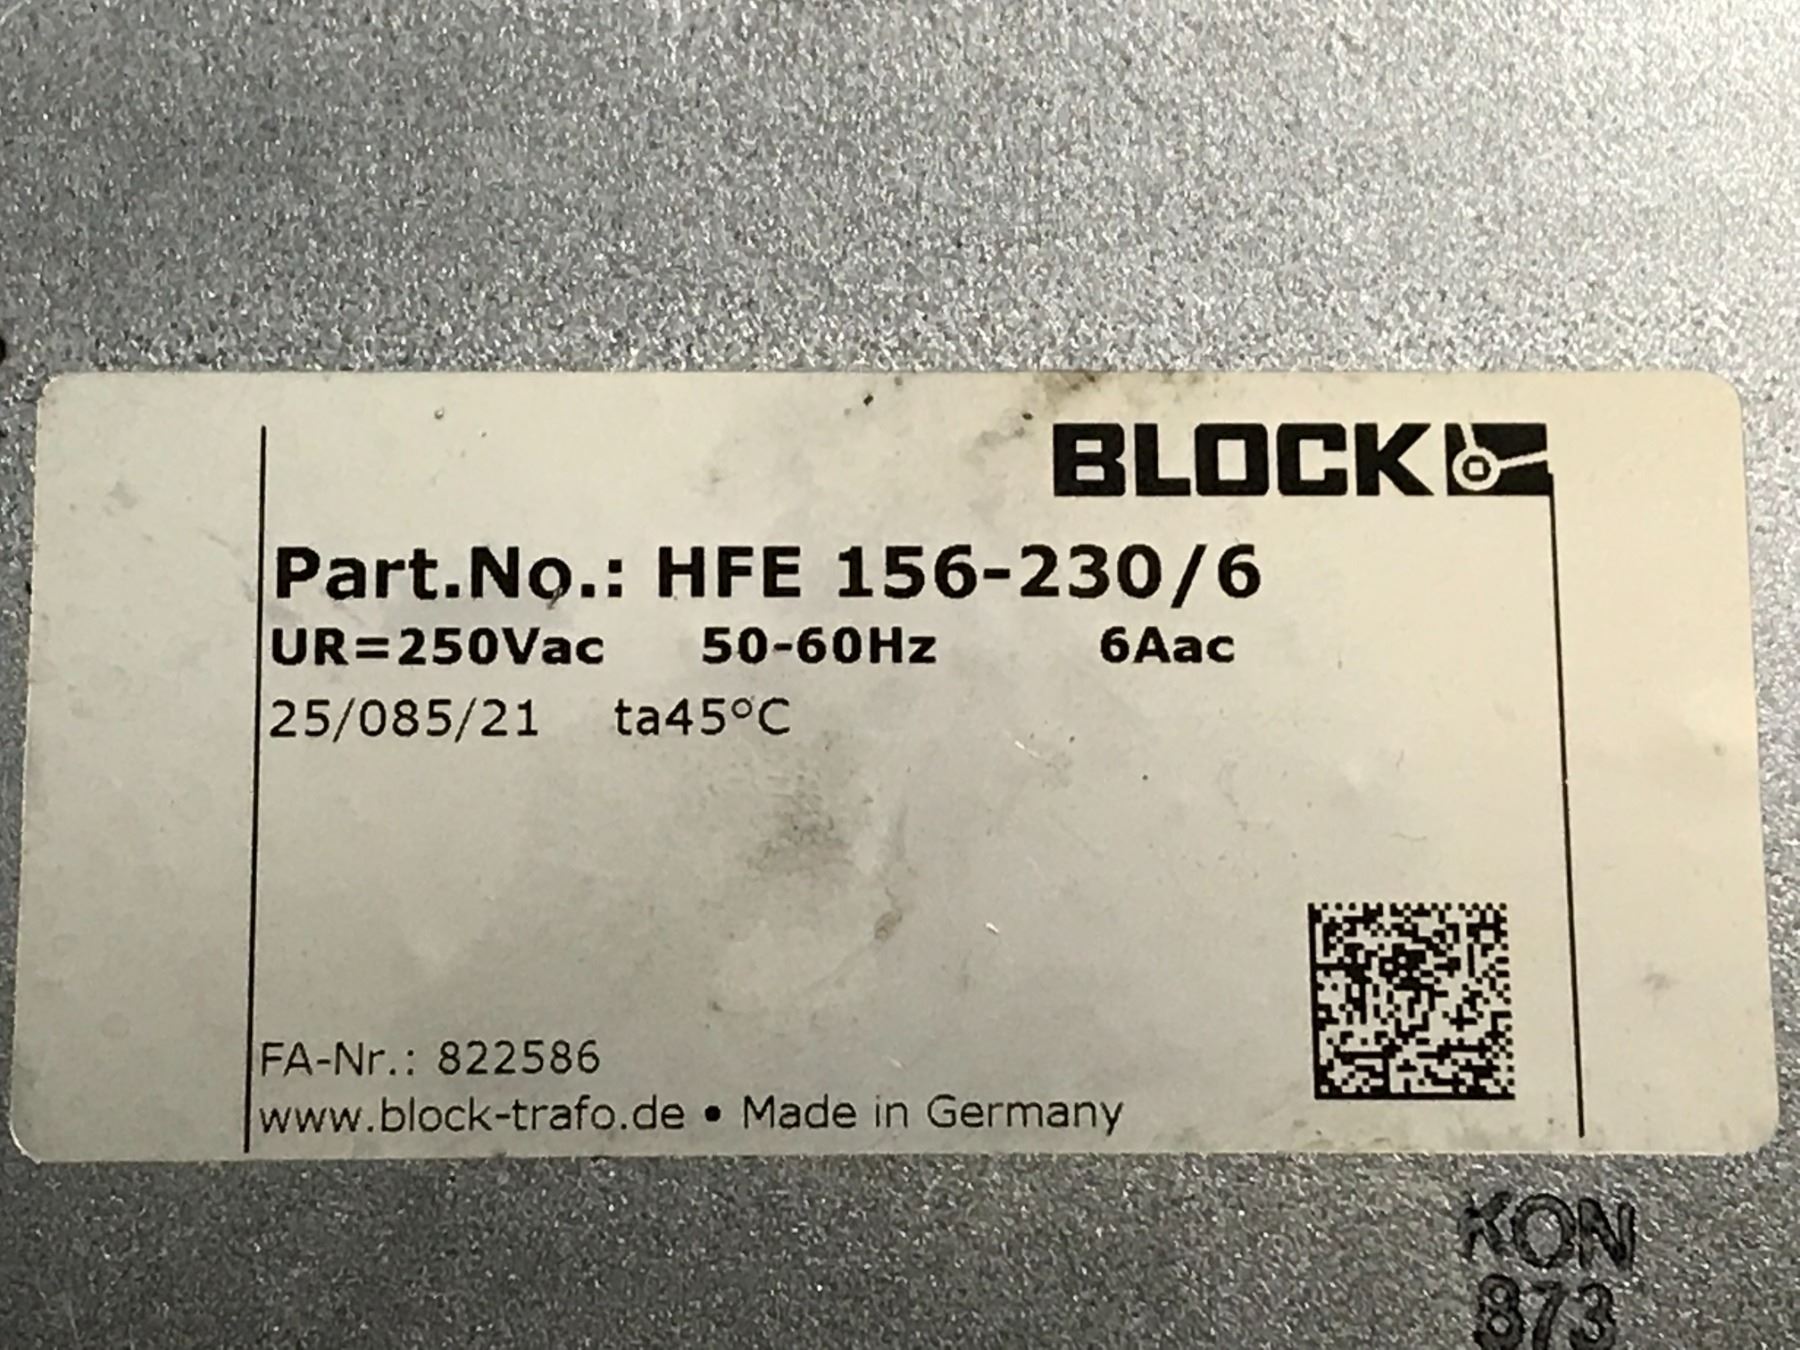 BLOCK
Part.No.: HFE 156-230/6
UR=250Vac 50-60Hz 6Aac
25/085/21 ta45°C
FA-Nr.: 822586
www.block-trafo.de • Made in Germany
KON
873